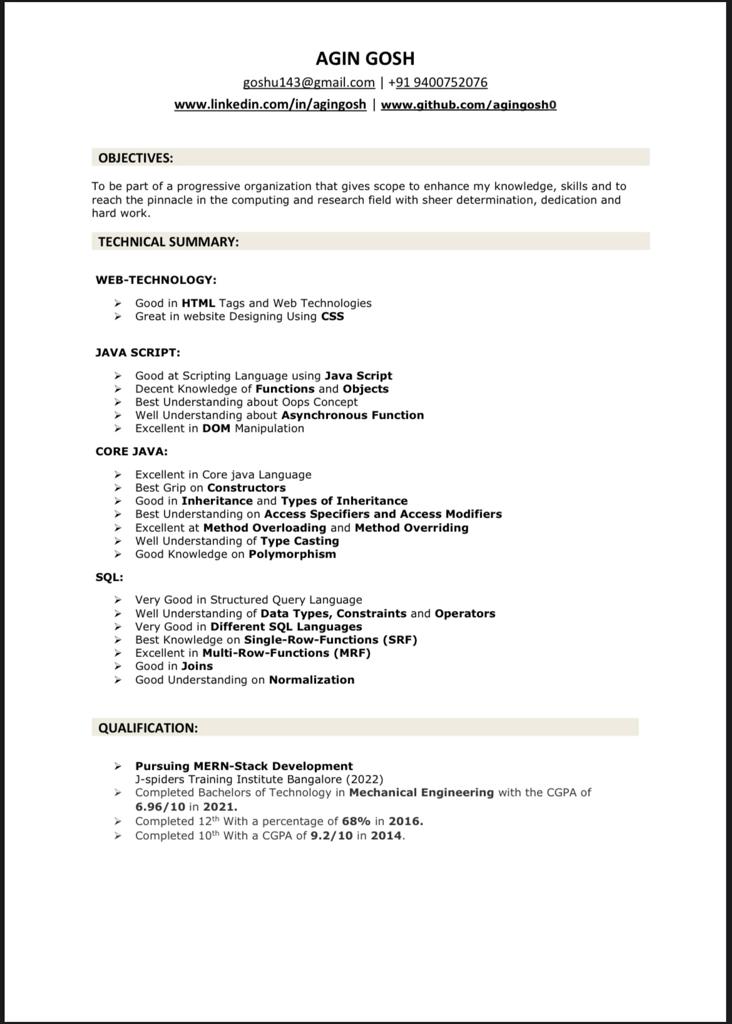 AGIN GOSH
goshu143@gmail.com | +91 9400752076
www.linkedin.com/in/agingosh | www.github.com/agingosh0
OBJECTIVES:
To be part of a progressive organization that gives scope to enhance my knowledge, skills and to
reach the pinnacle in the computing and research field with sheer determination, dedication and
hard work.
TECHNICAL SUMMARY:
WEB-TECHNOLOGY:
➢ Good in HTML Tags and Web Technologies
➢ Great in website Designing Using CSS
JAVA SCRIPT:
➢ Good at Scripting Language using Java Script
➢ Decent Knowledge of Functions and Objects
➢ Best Understanding about Oops Concept
➢ Well Understanding about Asynchronous Function
➢ Excellent in DOM Manipulation
CORE JAVA:
➢ Excellent in Core java Language
➢ Best Grip on Constructors
➢ Good in Inheritance and Types of Inheritance
➢ Best Understanding on Access Specifiers and Access Modifiers
➢ Excellent at Method Overloading and Method Overriding
➢ Well Understanding of Type Casting
➢ Good Knowledge on Polymorphism
SQL:
➢ Very Good in Structured Query Language
➢ Well Understanding of Data Types, Constraints and Operators
➢ Very Good in Different SQL Languages
➢ Best Knowledge on Single-Row-Functions (SRF)
➢ Excellent in Multi-Row-Functions (MRF)
➢ Good in Joins
➢ Good Understanding on Normalization
QUALIFICATION:
➢ Pursuing MERN-Stack Development
J-spiders Training Institute Bangalore (2022)
➢ Completed Bachelors of Technology in Mechanical Engineering with the CGPA of
6.96/10 in 2021.
➢ Completed 12th With a percentage of 68% in 2016.
➢ Completed 10th With a CGPA of 9.2/10 in 2014.